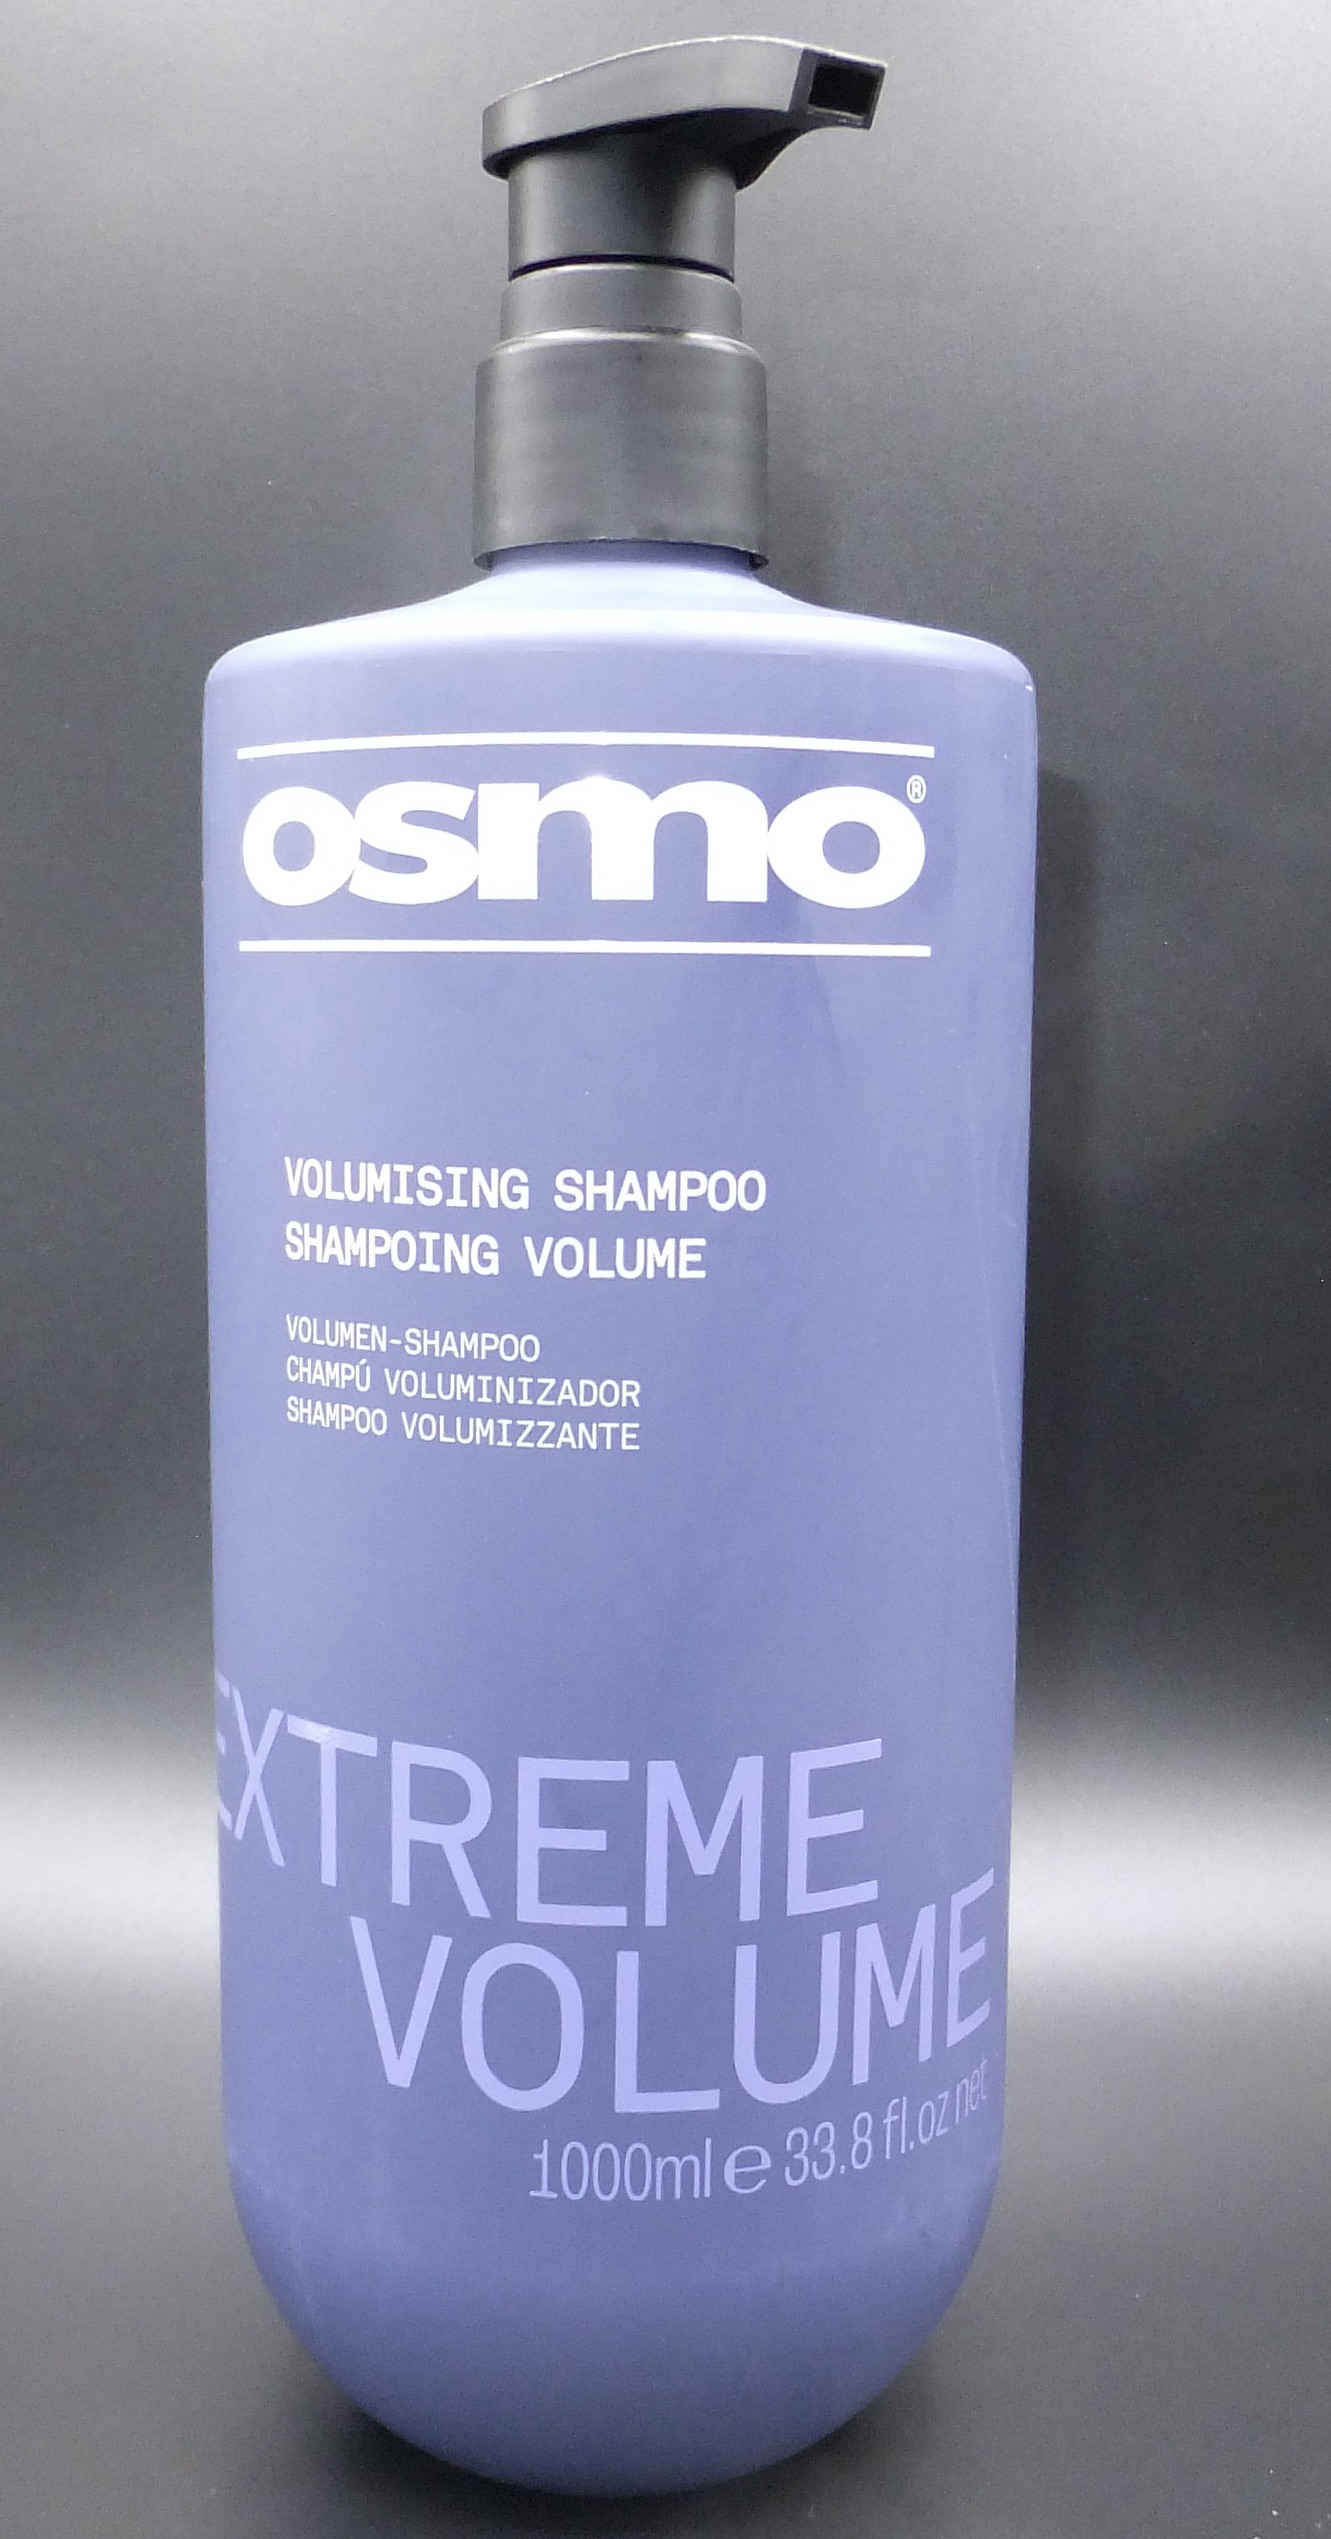 osmo®
VOLUMISING SHAMPOO
SHAMPOING VOLUME
VOLUMEN-SHAMPOO
CHAMPÚ VOLUMINIZADOR
SHAMPOO VOLUMIZZANTE
EXTREME
VOLUME
1000ml e 33.8 fl.oz net